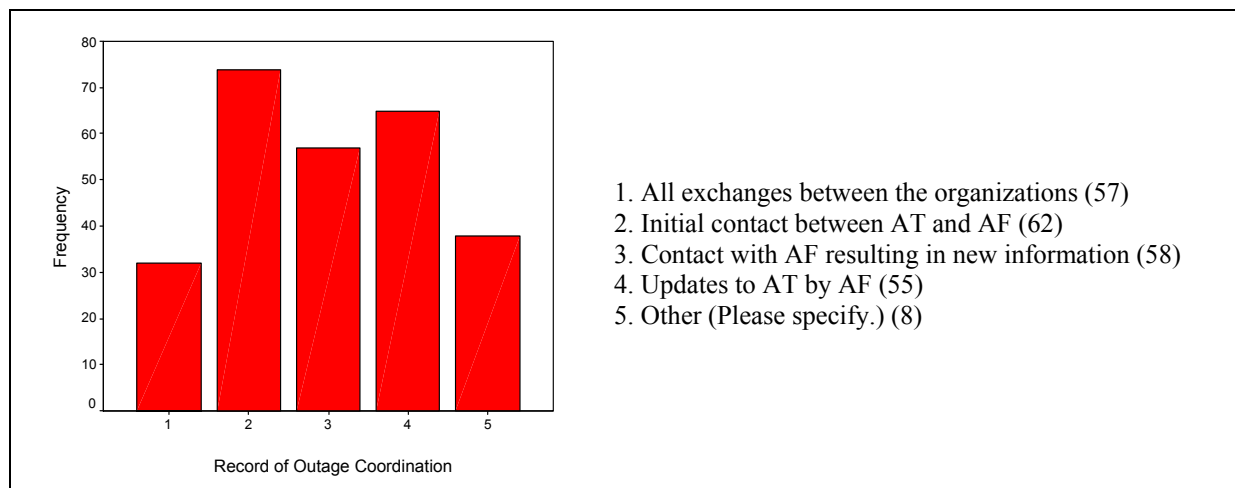 80
70
60
50
40
30
20
10
0
Frequency
1 2 3 4 5
Record of Outage Coordination
1. All exchanges between the organizations (57)
2. Initial contact between AT and AF (62)
3. Contact with AF resulting in new information (58)
4. Updates to AT by AF (55)
5. Other (Please specify.) (8)